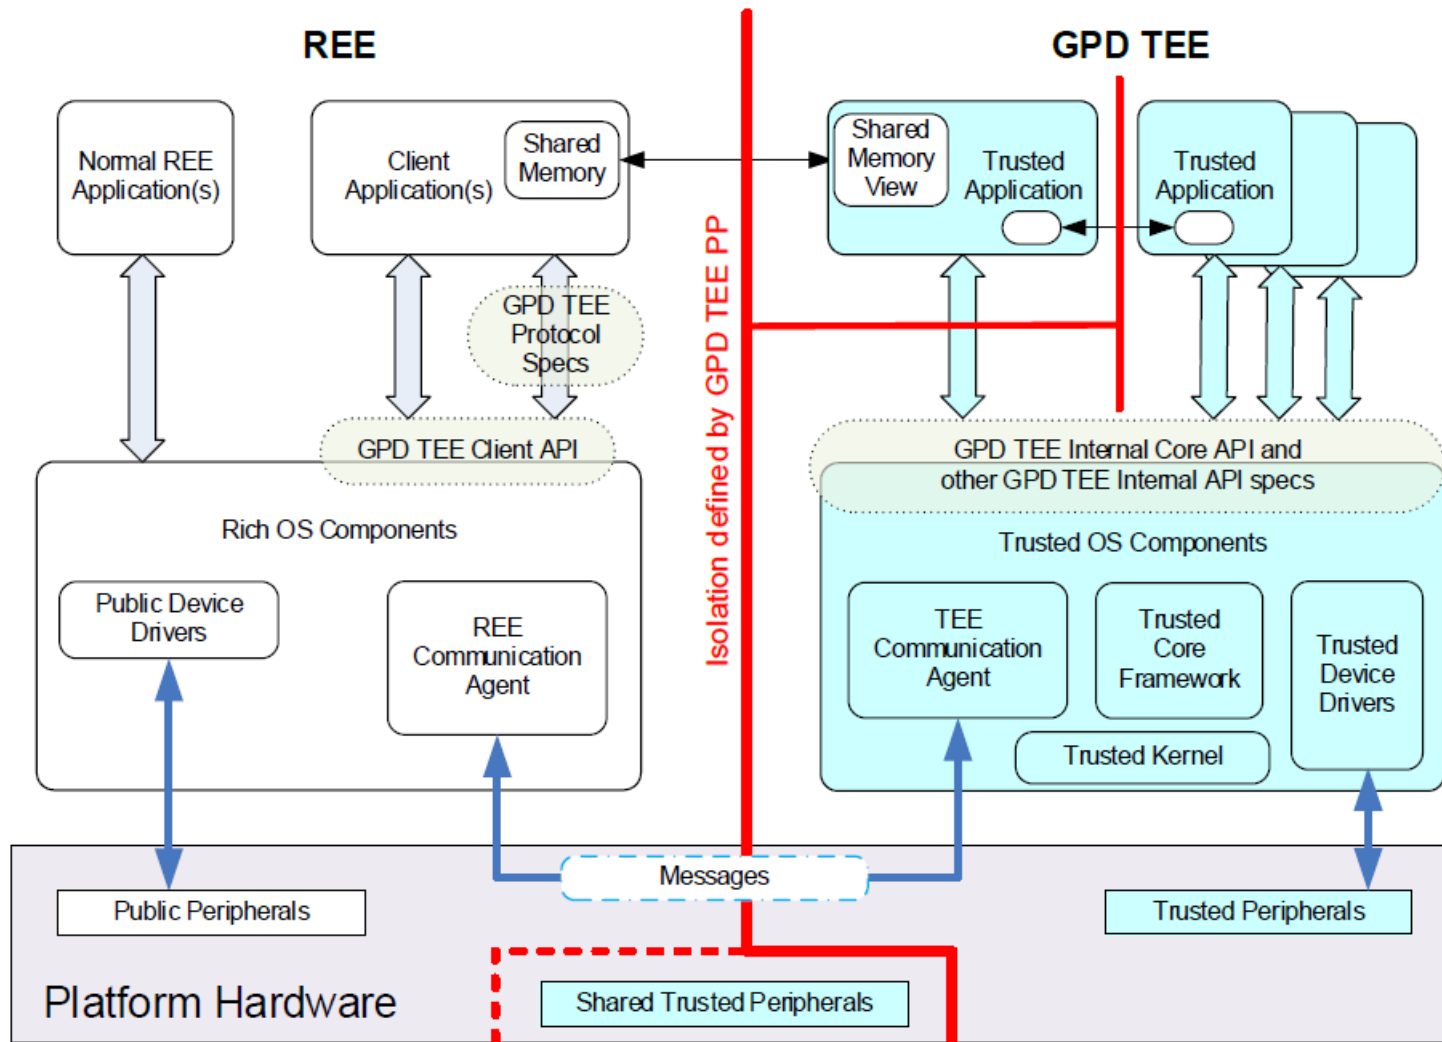 REE
GPD TEE
Normal REE
Application(s)
Client
Application(s)
Shared
Memory
Shared
Memory
View
Trusted
Application
Trusted
Application
GPD TEE
Protocol
Specs
Isolation defined by GPD TEE PP
GPD TEE Client API
GPD TEE Internal Core API and
other GPD TEE Internal API specs
Rich OS Components
Trusted OS Components
Public Device
Drivers
REE
Communication
Agent
TEE
Communication
Agent
Trusted
Core
Framework
Trusted
Device
Drivers
Trusted Kernel
Messages
Public Peripherals
Trusted Peripherals
Platform Hardware
Shared Trusted Peripherals